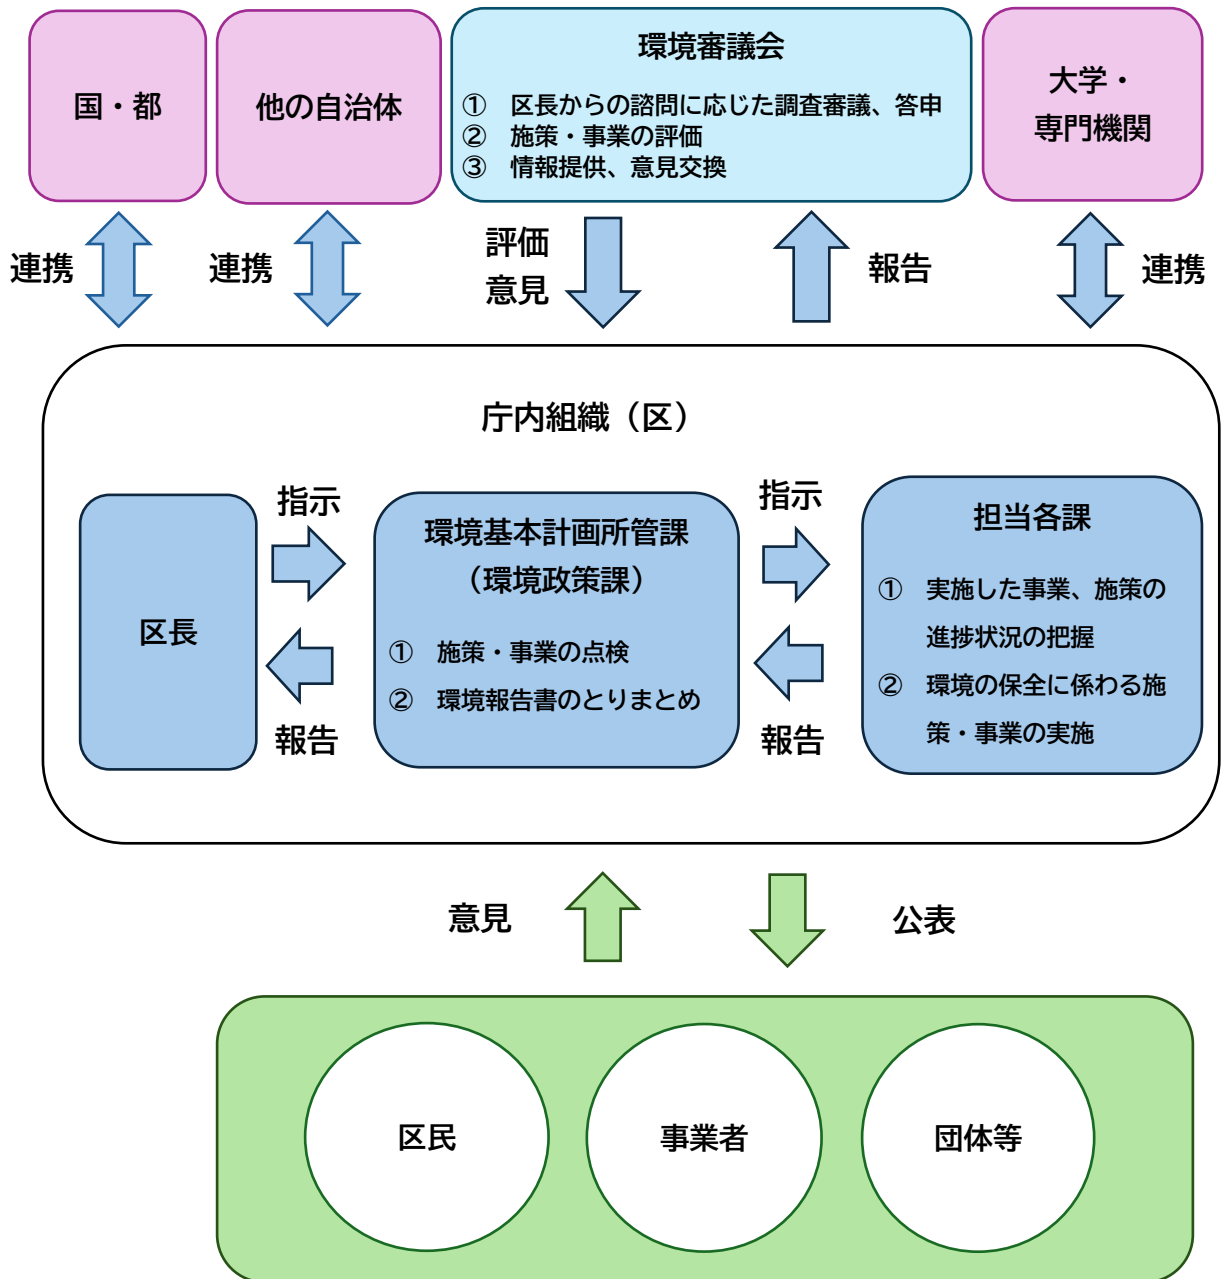 国・都
他の自治体
環境審議会
① 区長からの諮問に応じた調査審議、答申
② 施策・事業の評価
③ 情報提供、意見交換
大学・
専門機関
連携
連携
評価
意見
報告
連携
庁内組織（区）
区長
指示
報告
環境基本計画所管課
（環境政策課）
① 施策・事業の点検
② 環境報告書のとりまとめ
指示
報告
担当各課
① 実施した事業、施策の
進捗状況の把握
② 環境の保全に係わる施
策・事業の実施
意見
公表
区民
事業者
団体等